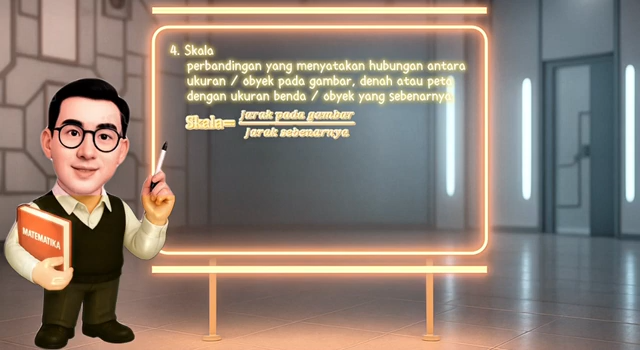 4. Skala
perbandingan yang menyatakan hubungan antara
ukuran / obyek pada gambar, denah atau peta
dengan ukuran benda / obyek yang sebenarnya
Skala= jarak pada gambar
jarak sebenarnya
MATEMATIKA